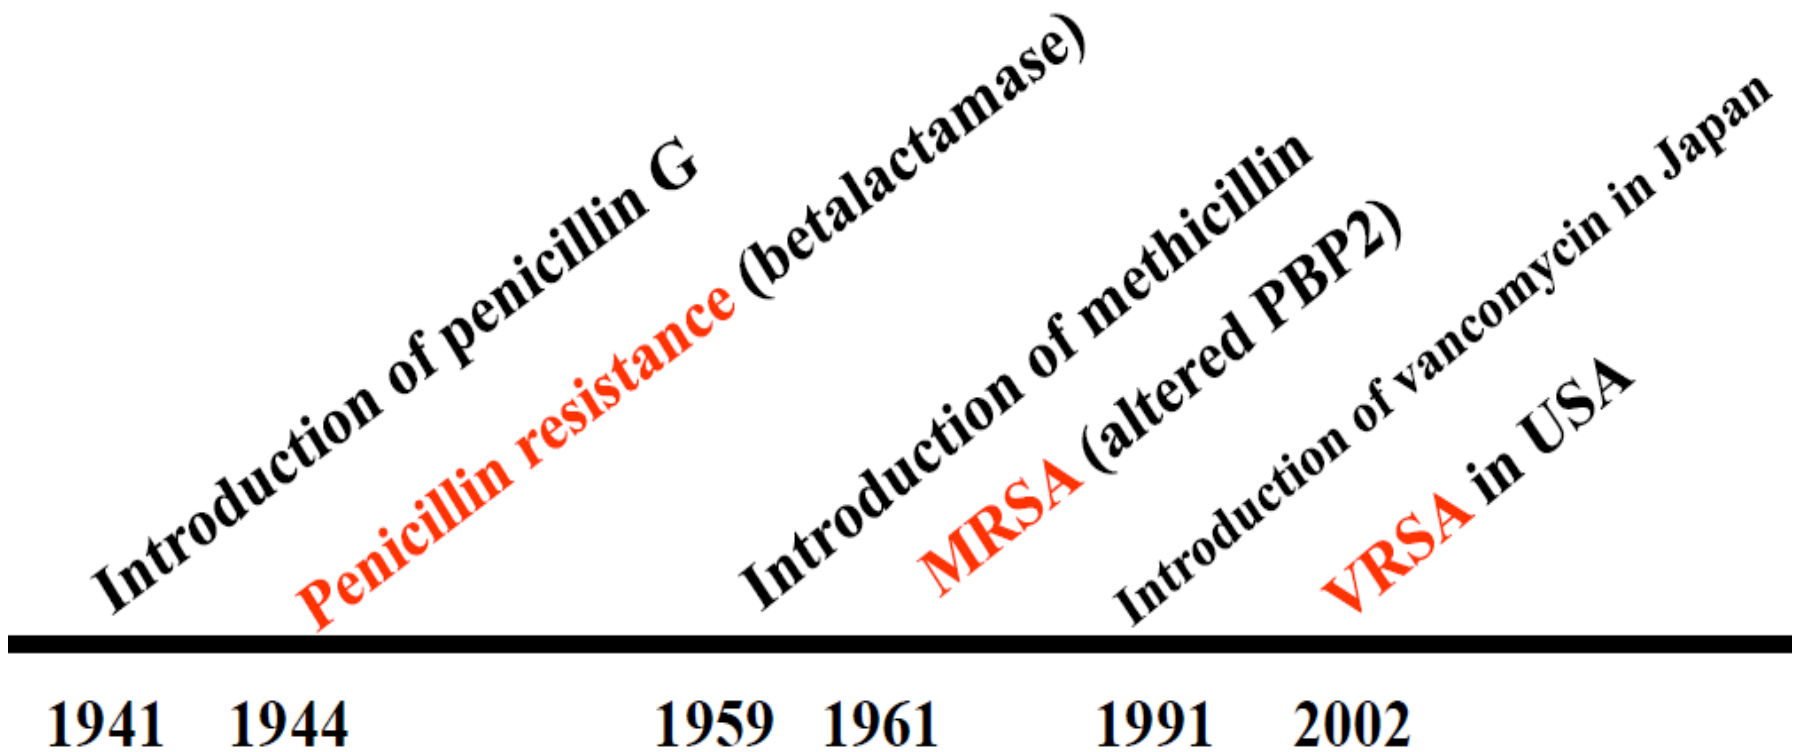 Introduction of penicillin G
Penicillin resistance (betalactamase)
Introduction of methicillin
MRSA (altered PBP2)
Introduction of vancomycin in Japan
VRSA in USA
1941 1944 1959 1961 1991 2002